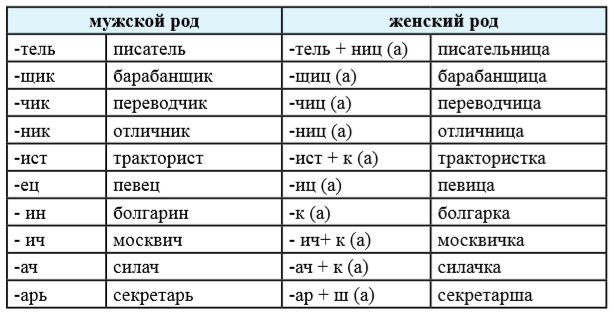 мужской род женский род
-тель писатель -тель + ниц (а) писательница
-щик барабанщик -щиц (а) барабанщица
-чик переводчик -чиц (а) переводчица
-ник отличник -ниц (а) отличница
-ист тракторист -ист + к (а) трактористка
-ец певец -иц (а) певица
- ин болгарин -к (а) болгарка
- ич москвич - ич+ к (а) москвичка
-ач силач -ач + к (а) силачка
-арь секретарь -ар + ш (а) секретарша